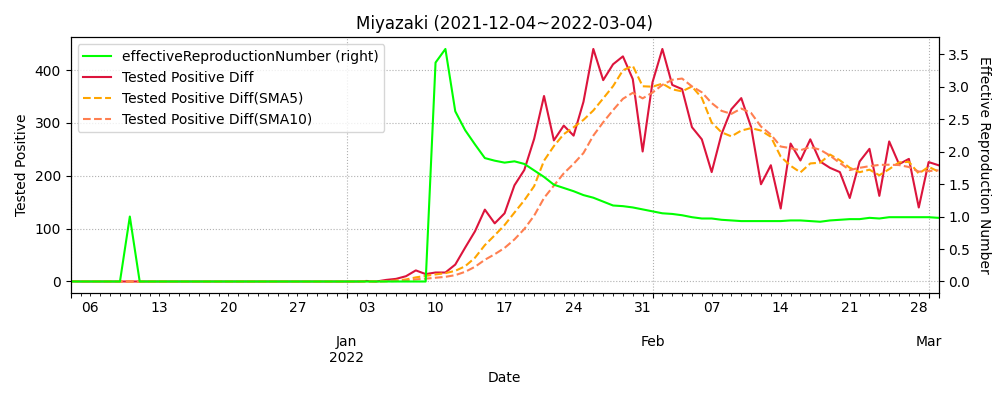 Miyazaki (2021-12-04~2022-03-04)
effectiveReproductionNumber (right)
Tested Positive Diff
Tested Positive Diff(SMA5)
Tested Positive Diff(SMA10)
Tested Positive
400
300
200
100
0
3.5
3.0
2.5
2.0
1.5
1.0
0.5
0.0
Effective Reproduction Number
06 13 20 27 03 10 17 24 31 07 14 21 28
Jan Feb Mar
2022
Date